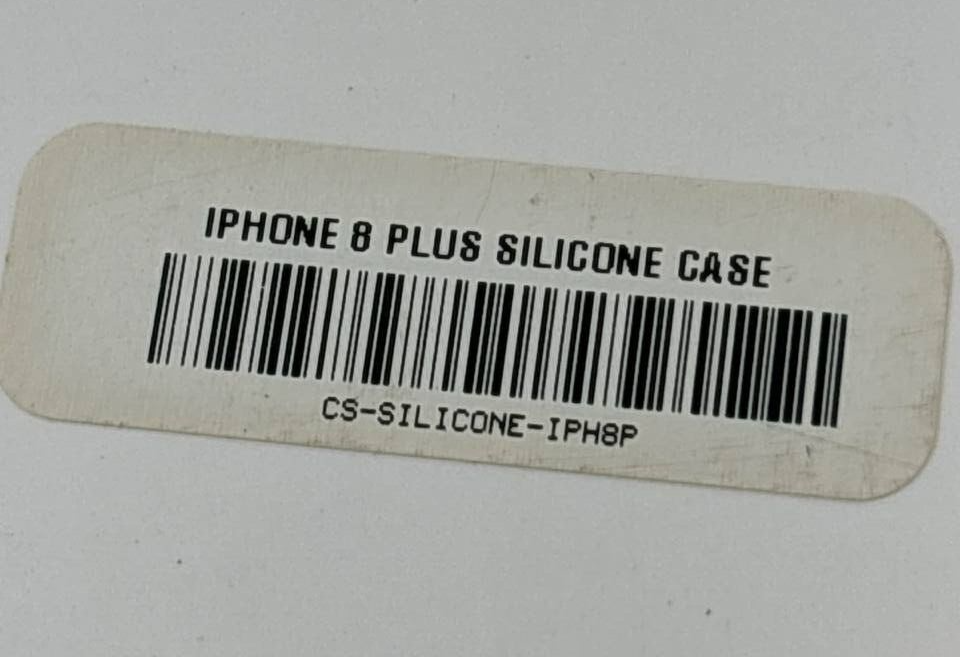 IPHONE 8 PLUS SILICONE CASE
CS-SILICONE-IPH8P